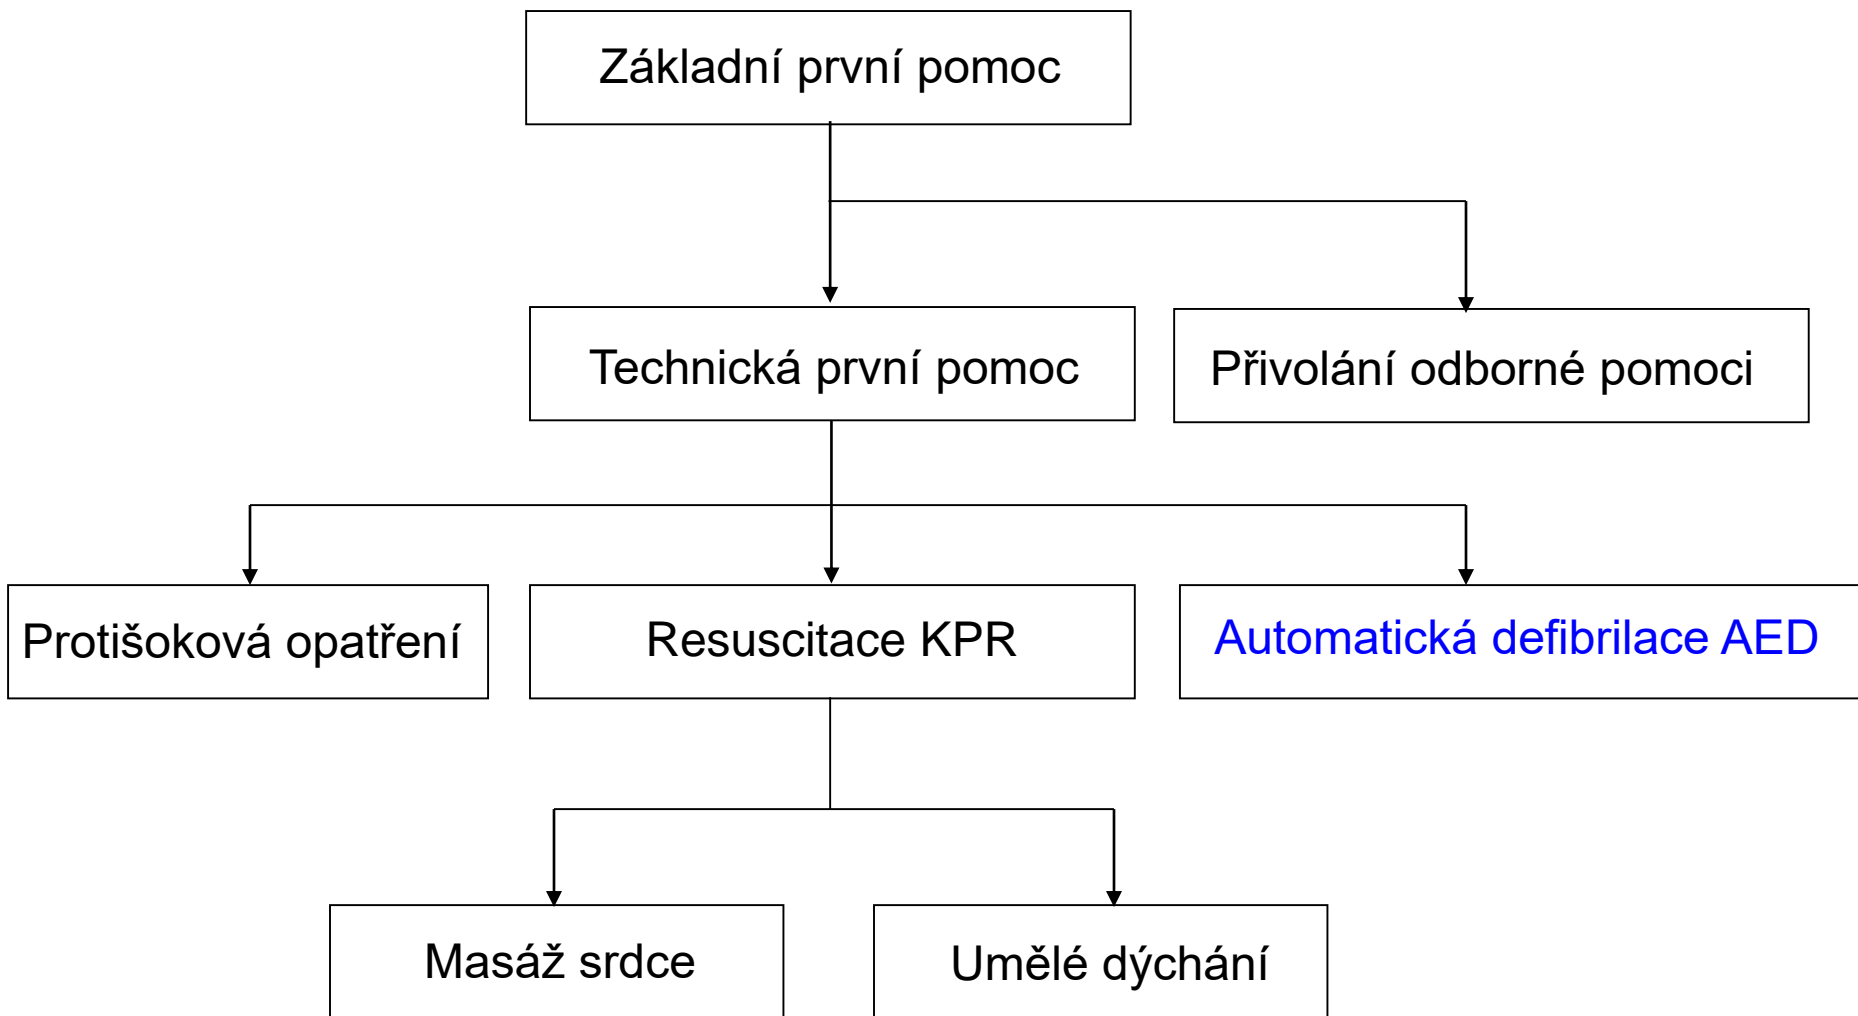 Základní první pomoc
Technická první pomoc
Přivolání odborné pomoci
Protišoková opatření
Resuscitace KPR
Automatická defibrilace AED
Masáž srdce
Umělé dýchání